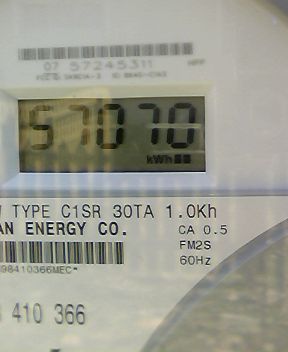 07 57245311
57070
kWh
TYPE C1SR 30TA 1.0Kh
AN ENERGY CO.
CA 0.5
FM2S
60Hz
98410366MEC*
410 366